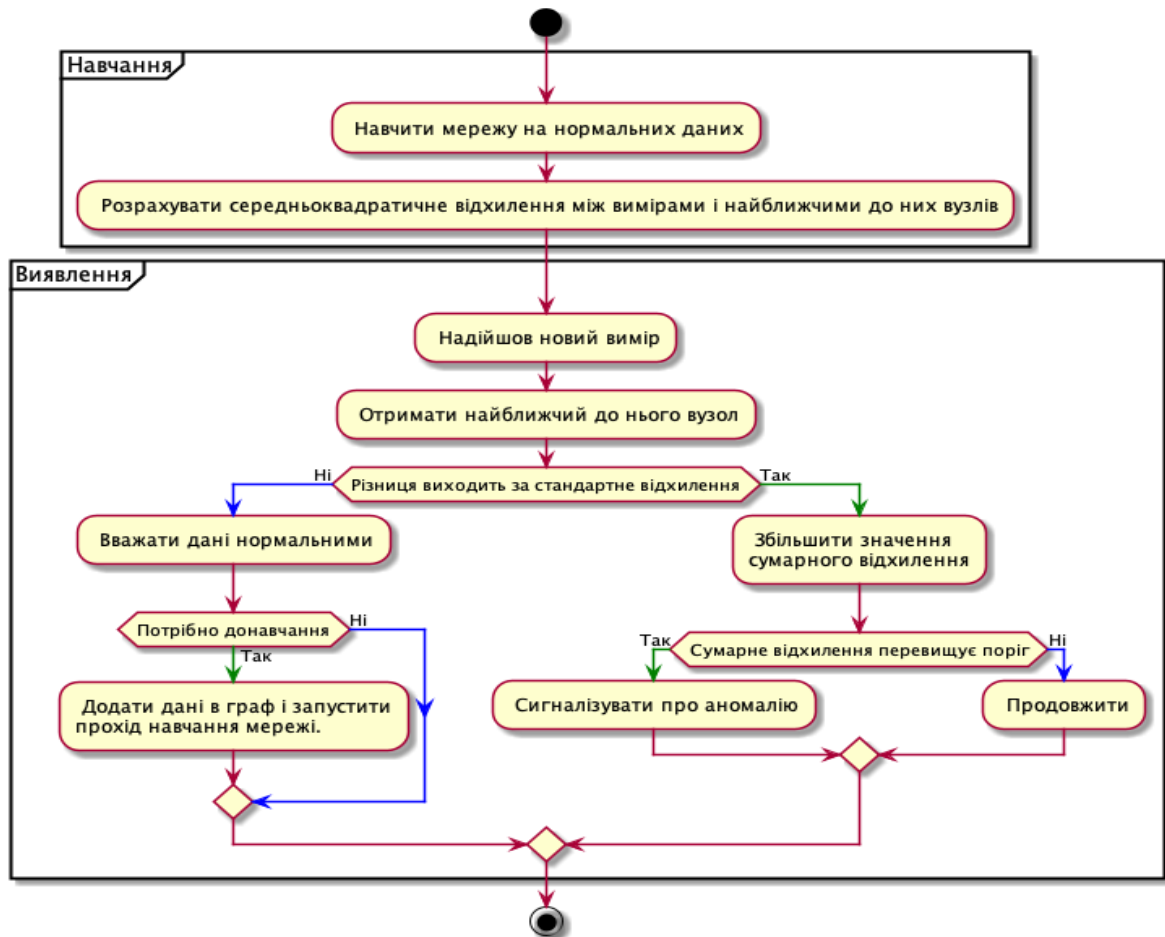 Навчання
Навчити мережу на нормальних даних
Розрахувати середньоквадратичне відхилення між вимірами і найближчими до них вузлів
Виявлення
Надійшов новий вимір
Отримати найближчий до нього вузол
Ні
Різниця виходить за стандартне відхилення
Так
Вважати дані нормальними
Потрібно донавчання
Ні
Так
Додати дані в граф і запустити
прохід навчання мережі.
Збільшити значення
сумарного відхилення
Так
Сумарне відхилення перевищує поріг
Ні
Сигналізувати про аномалію
Продовжити